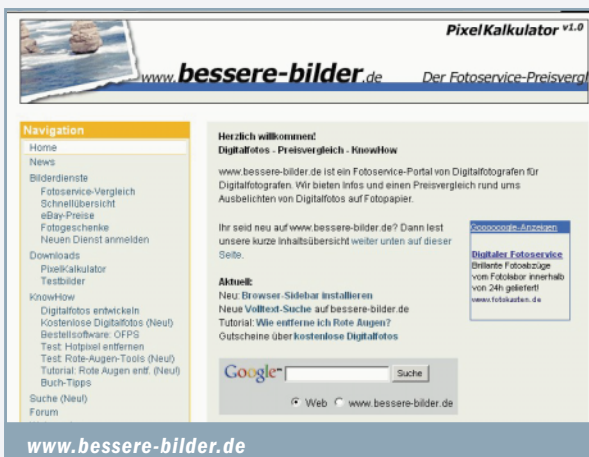 PixelKalkulator v1.0
www.bessere-bilder.de
Der Fotoservice-Preisvergl
Navigation
Home
News
Bilderdienste
Fotoservice-Vergleich
Schnellübersicht
eBay-Preise
Fotogeschenke
Neuen Dienst anmelden
Downloads
PixelKalkulator
Testbilder
KnowHow
Digitalfotos entwickeln
Kostenlose Digitalfotos (Neu!)
Bestellsoftware: OFPS
Test: Hotpixel entfernen
Test: Rote-Augen-Tools (Neu!)
Tutorial: Rote Augen entf. (Neu!)
Buch-Tipps
Suche (Neu!)
Forum
Herzlich willkommen!
Digitalfotos - Preisvergleich - KnowHow
www.bessere-bilder.de ist ein Fotoservice-Portal von Digitalfotografen für
Digitalfotografen. Wir bieten Infos und einen Preisvergleich rund ums
Ausbelichten von Digitalfotos auf Fotopapier.
Ihr seid neu auf www.bessere-bilder.de? Dann lest
unsere kurze Inhaltsübersicht weiter unten auf dieser
Seite.
Aktuell:
Neu: Browser-Sidebar installieren
Neue Volltext-Suche auf bessere-bilder.de
Tutorial: Wie entferne ich Rote Augen?
Gutscheine über kostenlose Digitalfotos
Goooooogle-Anzeigen
Digitaler Fotoservice
Brillante Fotoabzüge
vom Fotolabor innerhalb
von 24h geliefert!
www.fotokasten.de
Google
Suche
Web www.bessere-bilder.de
www.bessere-bilder.de